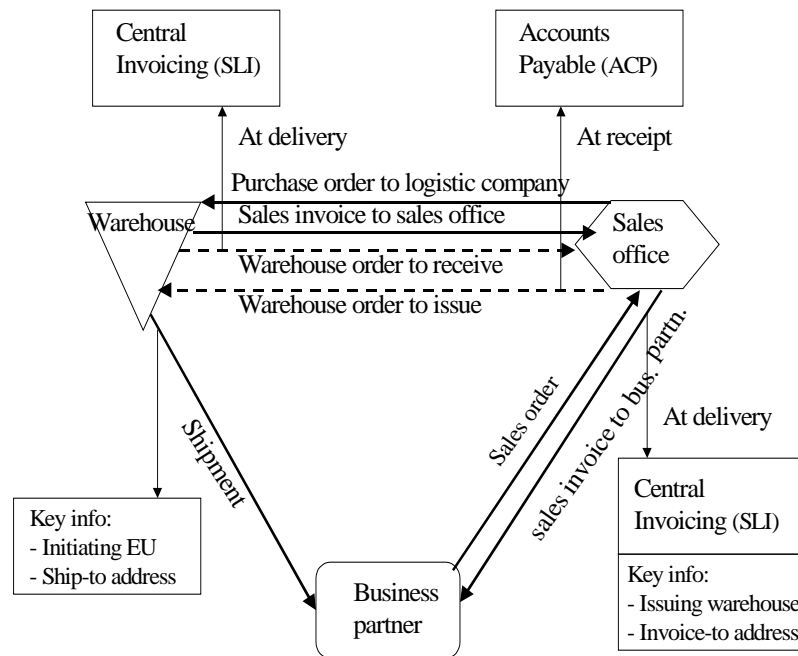 Central
Invoicing (SLI)
Accounts
Payable (ACP)
At delivery
At receipt
Purchase order to logistic company
Warehouse
Sales invoice to sales office
Sales
office
Warehouse order to receive
Warehouse order to issue
Shipment
Sales order
sales invoice to bus. partn.
At delivery
Central
Invoicing (SLI)
Key info:
- Initiating EU
- Ship-to address
Business
partner
Key info:
- Issuing warehouse
- Invoice-to address